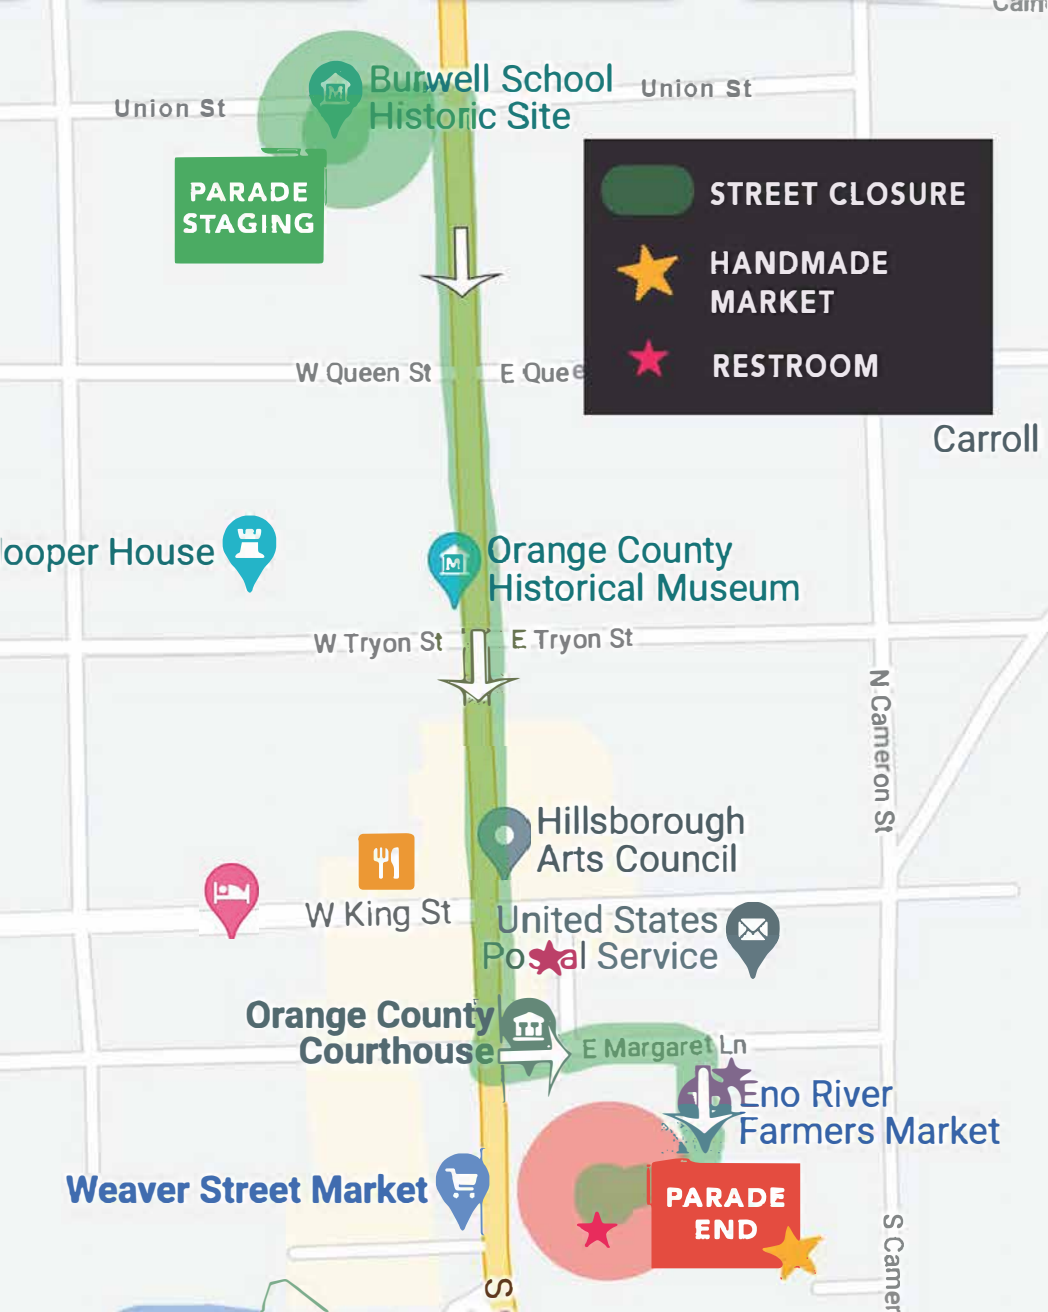 Union St
Burwell School
Historic Site
Union St
PARADE
STAGING
STREET CLOSURE
HANDMADE
MARKET
RESTROOM
W Queen St
E Quee
Carroll
ooper House
Orange County
Historical Museum
W Tryon St
E Tryon St
N Cameron St
Hillsborough
Arts Council
W King St
United States
Postal Service
Orange County
Courthouse
E Margaret Ln
Eno River
Farmers Market
Weaver Street Market
PARADE
END
S Camer
S